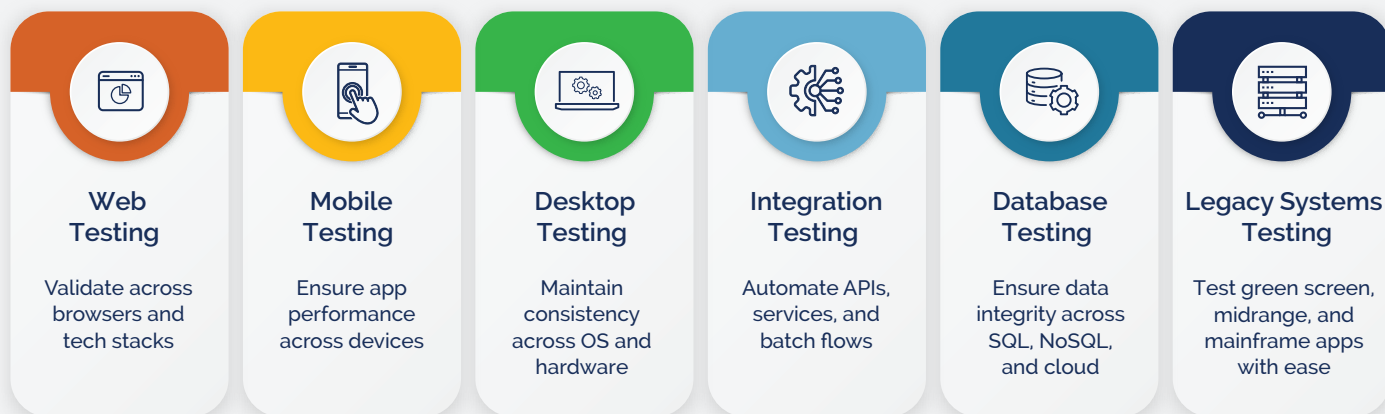 Web
Testing
Validate across
browsers and
tech stacks
Mobile
Testing
Ensure app
performance
across devices
Desktop
Testing
Maintain
consistency
across OS and
hardware
Integration
Testing
Automate APIs,
services, and
batch flows
Database
Testing
Ensure data
integrity across
SQL, NoSQL,
and cloud
Legacy Systems
Testing
Test green screen,
midrange, and
mainframe apps
with ease